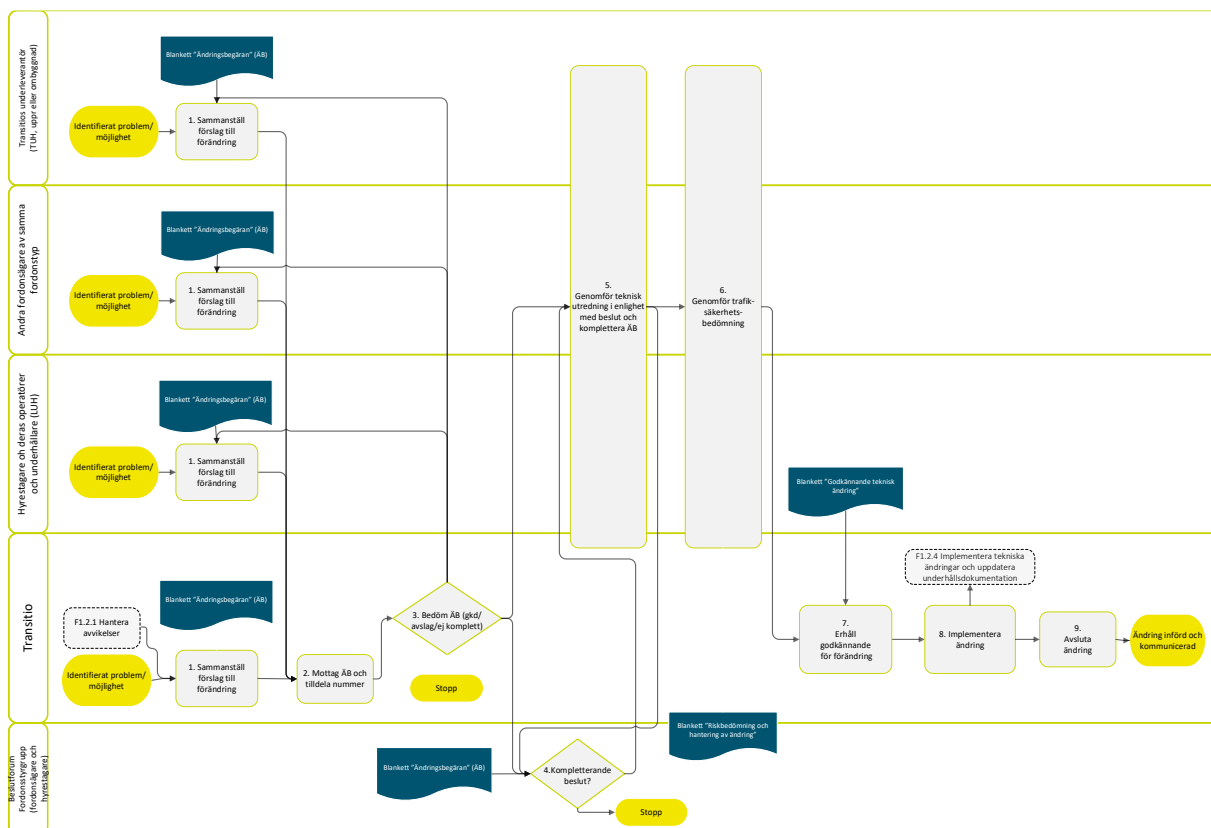 Transitios underleverantör
(TUH, uppr eller ombyggnad)
Blankett "Ändringsbegäran" (ÄB)
Identifierat problem/
möjlighet
1. Sammanställ
förslag till
förändring
Andra fordonsägare av samma
fordonstyp
Blankett "Ändringsbegäran" (ÄB)
Identifierat problem/
möjlighet
1. Sammanställ
förslag till
förändring
5.
Genomför teknisk
utredning i enlighet
med beslut och
komplettera ÄB
6.
Genomför trafik-
säkerhets-
bedömning
Hyrestagare oh deras operatörer
och underhållare (LUH)
Blankett "Ändringsbegäran" (ÄB)
Identifierat problem/
möjlighet
1. Sammanställ
förslag till
förändring
Blankett "Godkännande teknisk
ändring"
Transitio
Blankett "Ändringsbegäran" (ÄB)
F1.2.1 Hantera
avvikelser
Identifierat problem/
möjlighet
1. Sammanställ
förslag till
förändring
2. Mottag ÄB och
tilldela nummer
3. Bedöm ÄB (gkd/
avslag/ej komplett)
Stopp
F1.2.4 Implementera tekniska
ändringar och uppdatera
underhållsdokumentation
7.
Erhåll
godkännande
för förändring
8. Implementera
ändring
9.
Avsluta
ändring
Ändring införd och
kommunicerad
Beslutforum
Fordonsstyrgrupp
(fordonsägare och
hyrestagare)
Blankett "Ändringsbegäran" (ÄB)
4.Kompletterande
beslut?
Stopp
Blankett "Riskbedömning och
hantering av ändring"